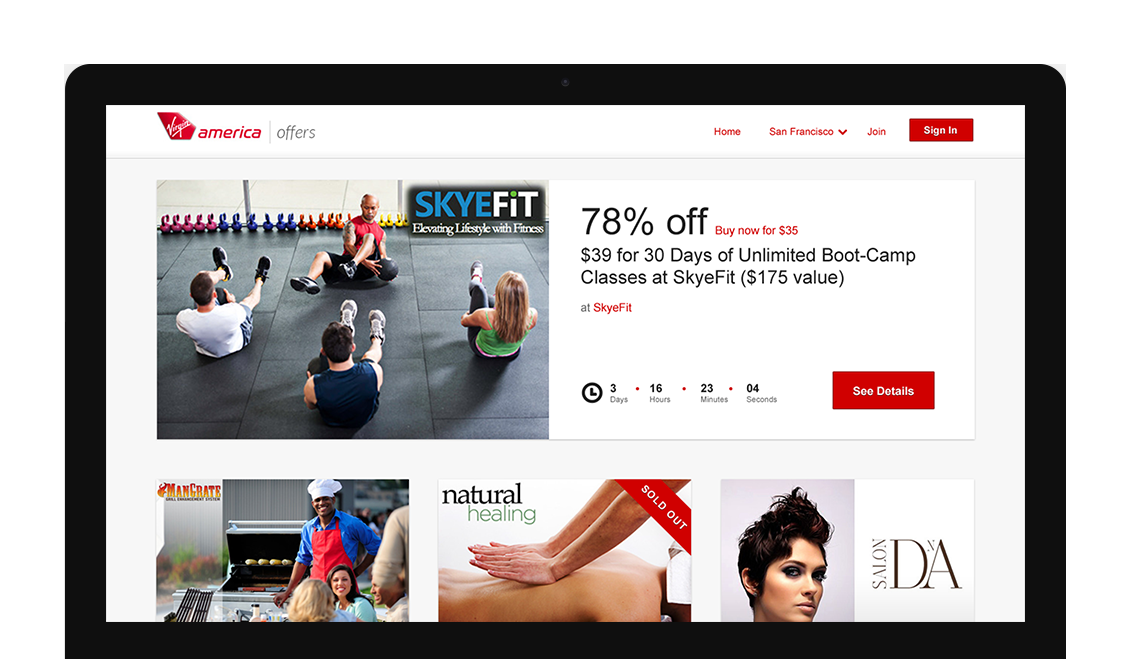 Virgin america | offers
Home
San Francisco
Join
Sign In
SKYEFiT
Elevating Lifestyle with Fitness
78% off Buy now for $35
$39 for 30 Days of Unlimited Boot-Camp
Classes at SkyeFit ($175 value)
at SkyeFit
3 • 16 • 23 • 04
Days Hours Minutes Seconds
See Details
MANGRATE
GRILL ENHANCEMENT SYSTEM
natural
healing
SOLD OUT
SALON
DNA